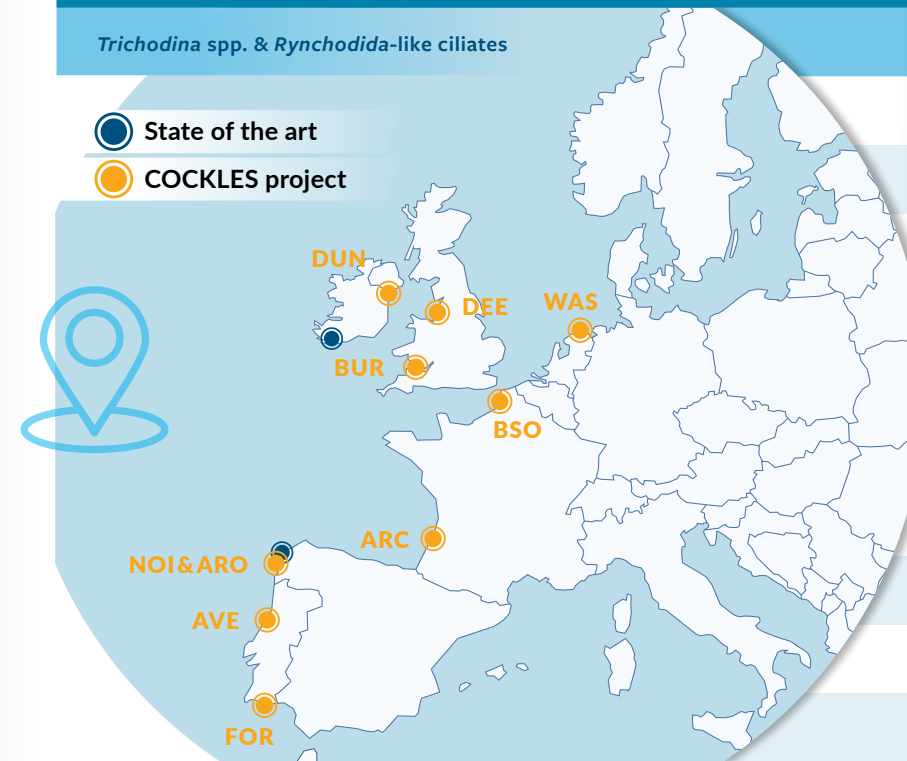 Trichodina spp. & Rynchodida-like ciliates
State of the art
COCKLES project
DUN
DEE
WAS
BUR
BSO
ARC
NOI&ARO
AVE
FOR